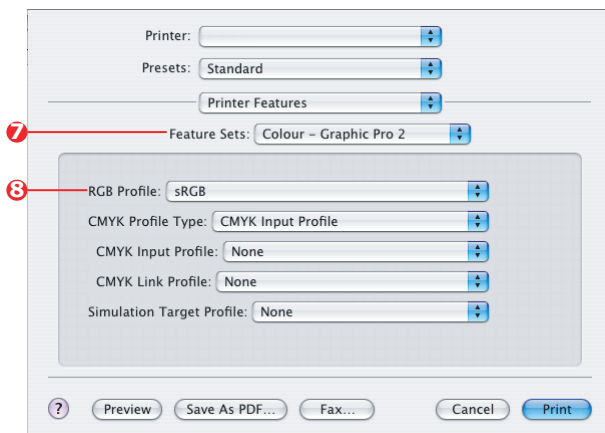 Printer:
Presets: Standard
Printer Features
7 Feature Sets: Colour – Graphic Pro 2
8 RGB Profile: sRGB
CMYK Profile Type: CMYK Input Profile
CMYK Input Profile: None
CMYK Link Profile: None
Simulation Target Profile: None
? Preview Save As PDF... Fax... Cancel Print